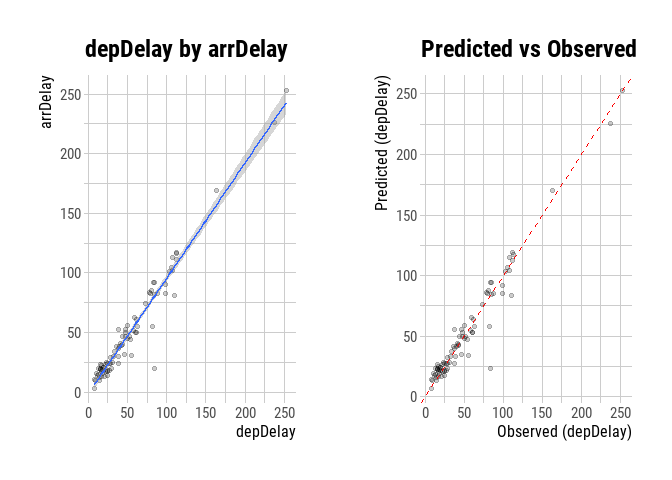 depDelay by arrDelay
arrDelay
250
200
150
100
50
0
0 50 100 150 200 250
depDelay
Predicted vs Observed
Predicted (depDelay)
250
200
150
100
50
0
0 50 100 150 200 250
Observed (depDelay)